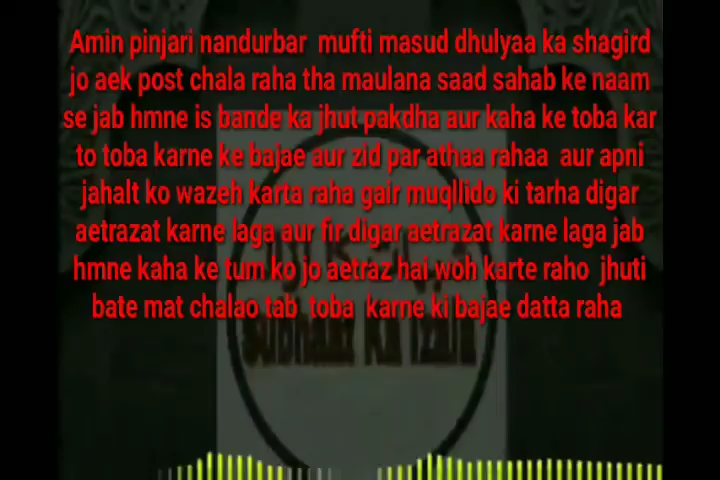 Amin pinjari nandurbar mufti masud dhulyaa ka shagird
jo aek post chala raha tha maulana saad sahab ke naam
se jab hmne is bande ka jhut pakdha aur kaha ke toba kar
to toba karne ke bajae aur zid par athaa rahaa aur apni
jahalt ko wazeh karta raha gair muqllido ki tarha digar
aetrazat karne laga aur fir digar aetrazat karne laga jab
hmne kaha ke tum ko jo aetraz hai woh karte raho jhuti
bate mat chalao tab toba karne ki bajae datta raha